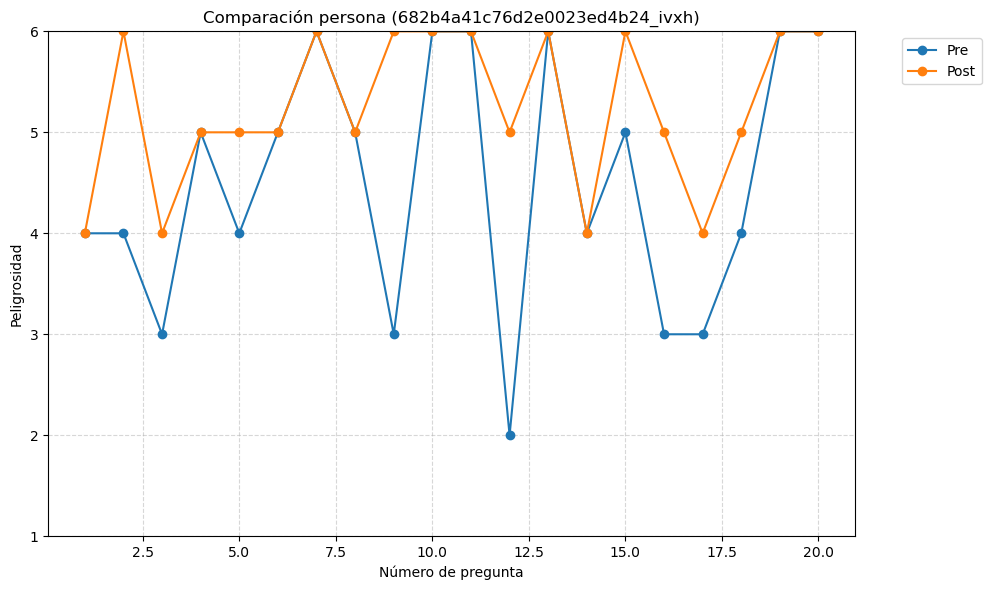 Comparación persona (682b4a41c76d2e0023ed4b24_ivxh)
Pre
Post
Peligrosidad
6
5
4
3
2
1
2.5 5.0 7.5 10.0 12.5 15.0 17.5 20.0
Número de pregunta